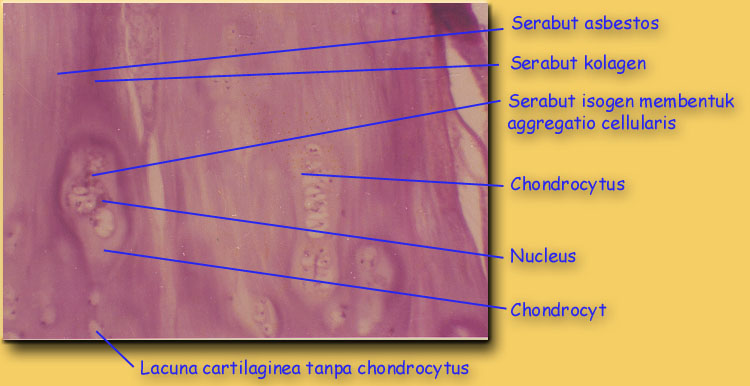 Serabut asbestos
Serabut kolagen
Serabut isogen membentuk
aggregatio cellularis
Chondrocytus
Nucleus
Chondrocyt
Lacuna cartilaginea tanpa chondrocytus